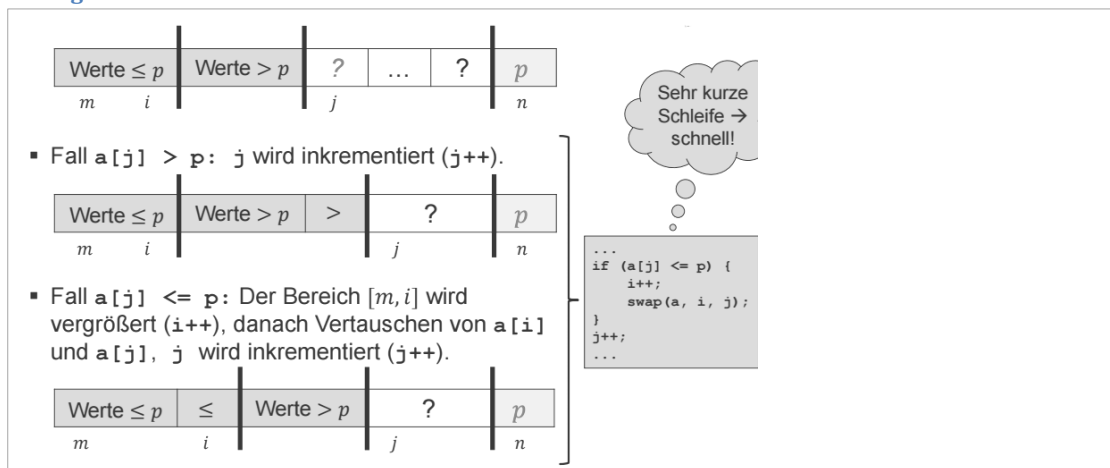 Werte ≤ p Werte > p ? … ? p
m i j n
Sehr kurze
Schleife →
schnell!
▪ Fall a[j] > p: j wird inkrementiert (j++).
Werte ≤ p Werte > p > ? p
m i j n
▪ Fall a[j] <= p: Der Bereich [m, i] wird
vergrößert (i++), danach Vertauschen von a[i]
und a[j], j wird inkrementiert (j++).
Werte ≤ p ≤ Werte > p ? p
m i j n
...
if (a[j] <= p) {
i++;
swap(a, i, j);
}
j++;
...